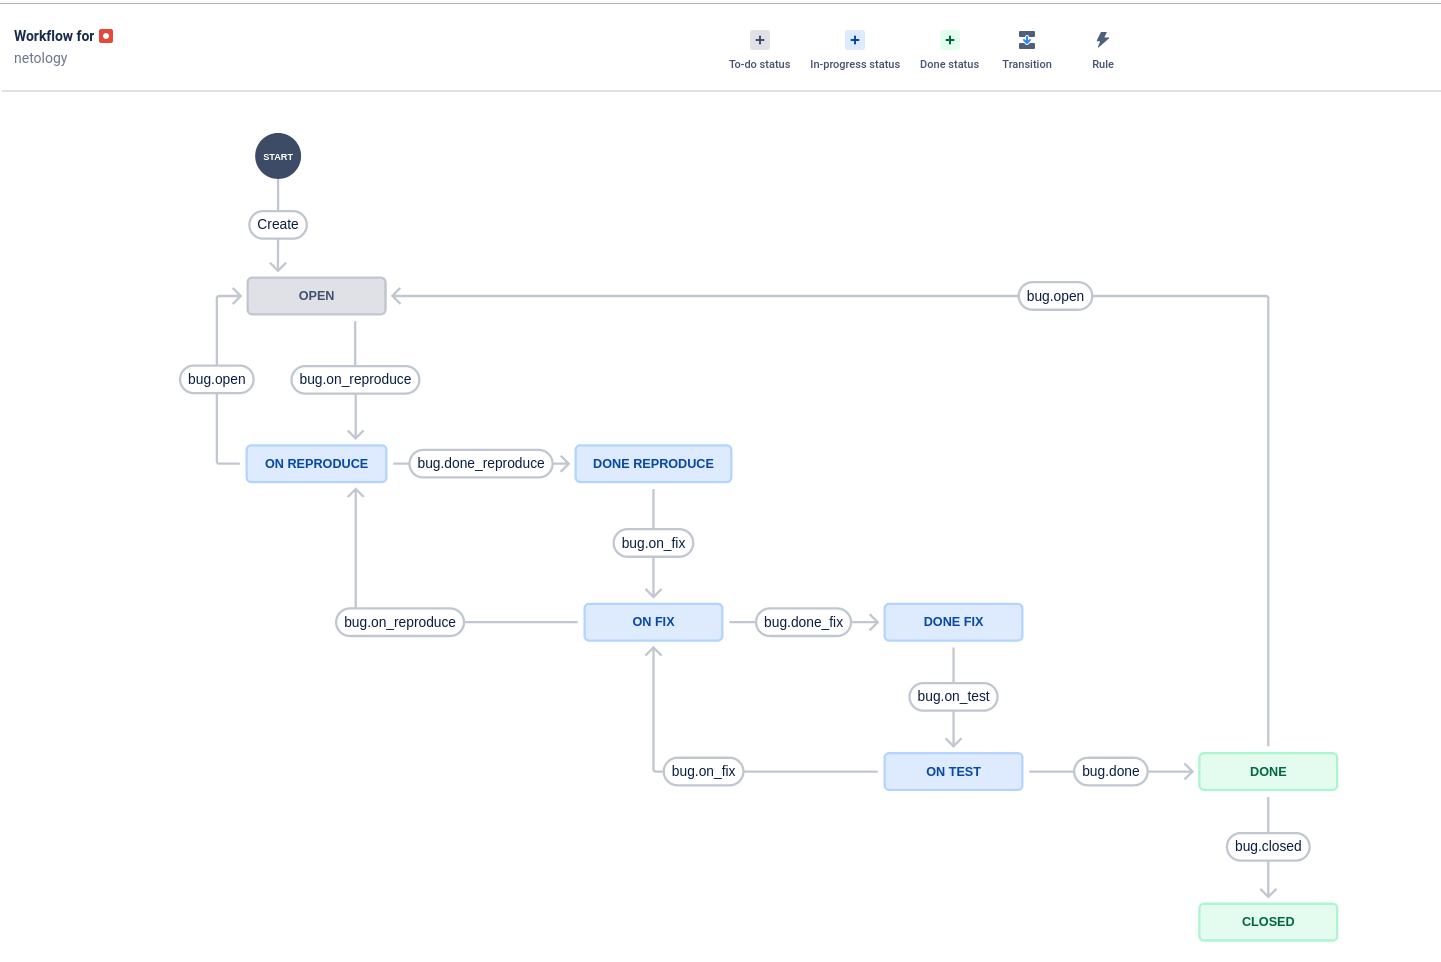 Workflow for
netology
To-do status
In-progress status
Done status
Transition
Rule
START
Create
OPEN
bug.open
bug.open
bug.on_reproduce
ON REPRODUCE
bug.done_reproduce
DONE REPRODUCE
bug.on_fix
bug.on_reproduce
ON FIX
bug.done_fix
DONE FIX
bug.on_test
bug.on_fix
ON TEST
bug.done
DONE
bug.closed
CLOSED